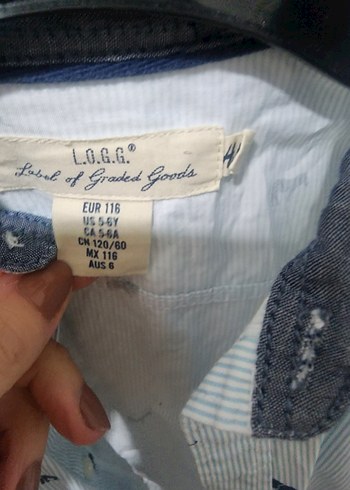 L.O.G.G.®
Label of Graded Goods
EUR 116
US 5-6Y
CA 5-6A
CN 120/60
MX 116
AUS 6